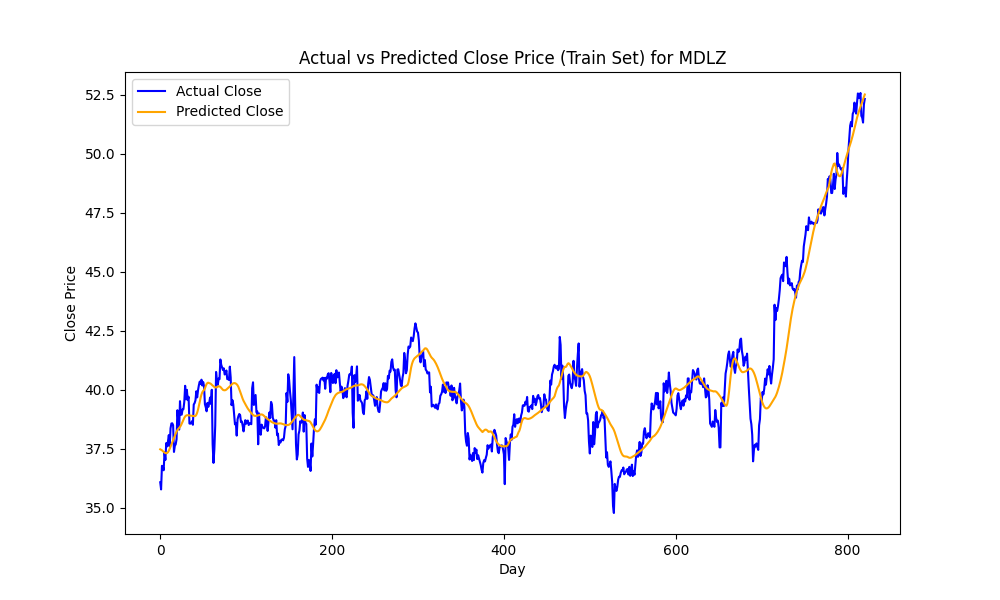 Actual vs Predicted Close Price (Train Set) for MDLZ
Actual Close
Predicted Close
52.5
50.0
47.5
45.0
42.5
40.0
37.5
35.0
Close Price
0 200 400 600 800
Day